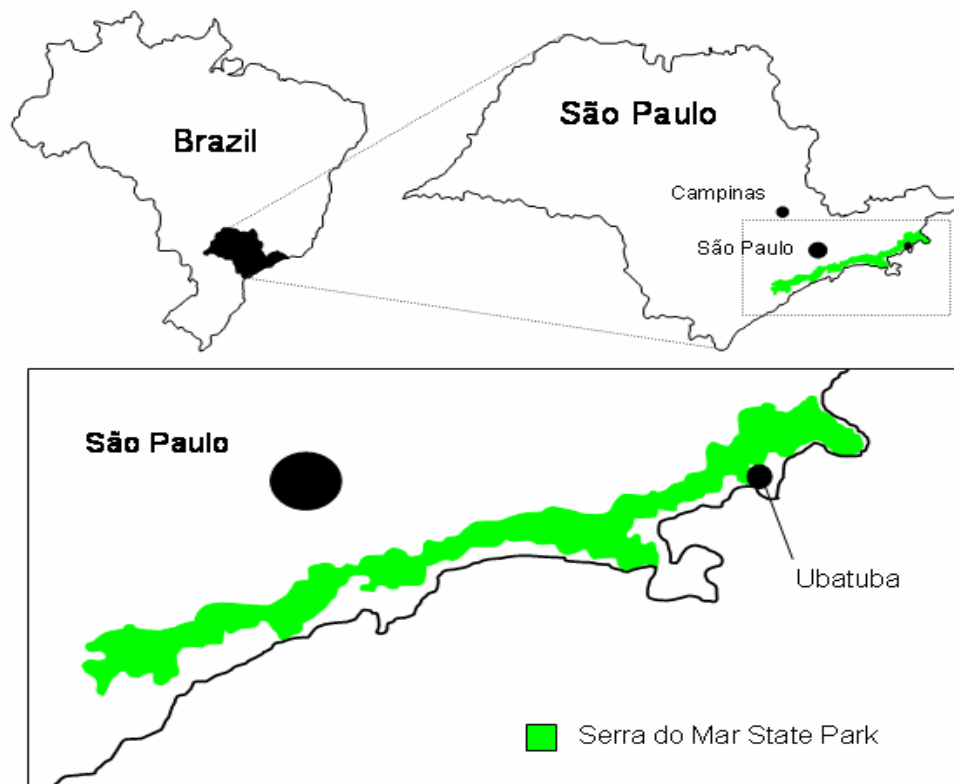 Brazil
São Paulo
Campinas
São Paulo
São Paulo
Ubatuba
Serra do Mar State Park